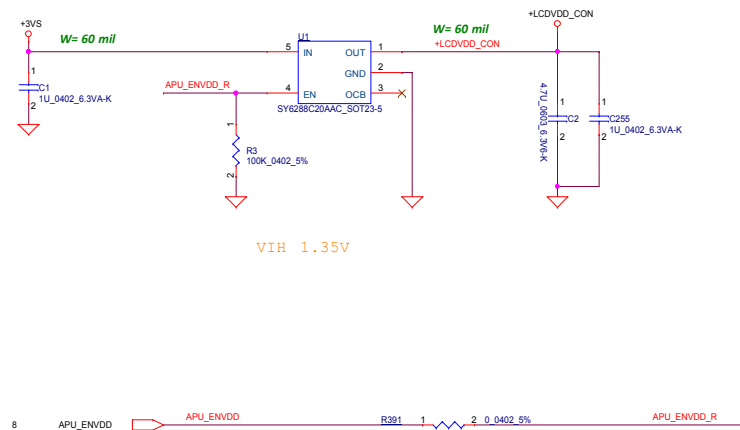 +3VS
W= 60 mil
U1
W= 60 mil
+LCDVDD_CON
5 IN OUT 1
+LCDVDD_CON
GND 2
APU_ENVDD_R
4 EN OCB 3
SY6288C20AAC_SOT23-5
1
C1
2
1U_0402_6.3VA-K
1
R3
100K_0402_5%
2
4.7U_0603_6.3V6-K
1
C2
2
1
C255
1U_0402_6.3VA-K
2
VIH 1.35V
8 APU_ENVDD APU_ENVDD R391 1 2 0_0402_5% APU_ENVDD_R